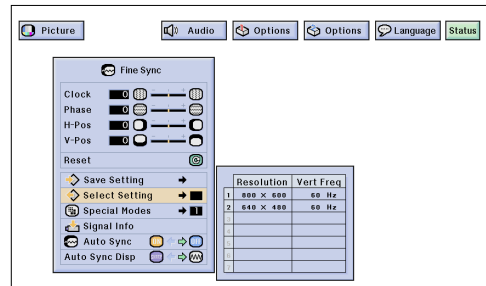 Picture Audio Options Options Language Status
Fine Sync
Clock 0
Phase 0
H-Pos 0
V-Pos 0
Reset
Save Setting
Select Setting
Special Modes 1
Signal Info
Auto Sync
Auto Sync Disp
Resolution Vert Freq
1 800 × 600 60 Hz
2 640 × 480 60 Hz
3
4
5
6
7